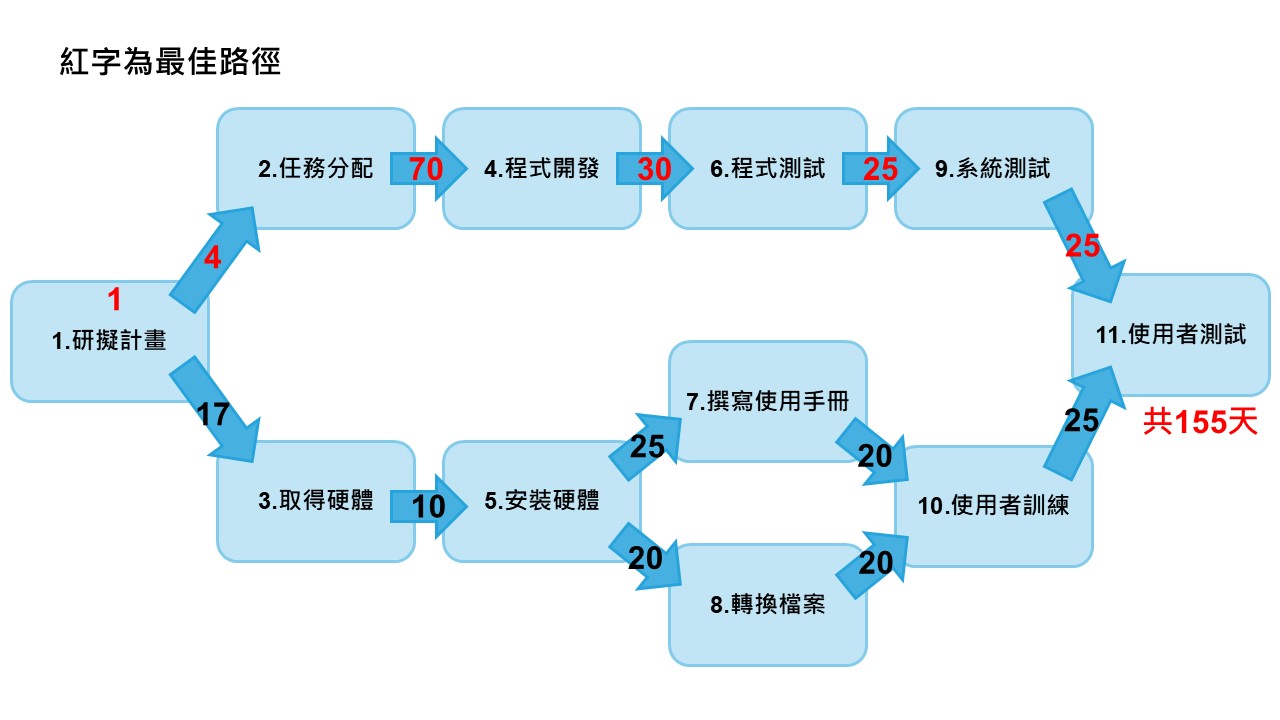 紅字為最佳路徑
2.任務分配
70
4.程式開發
30
6.程式測試
25
9.系統測試
4
25
1
1.研擬計畫
11.使用者測試
共155天
17
7.撰寫使用手冊
25
20
25
3.取得硬體
10
5.安裝硬體
10.使用者訓練
20
20
8.轉換檔案